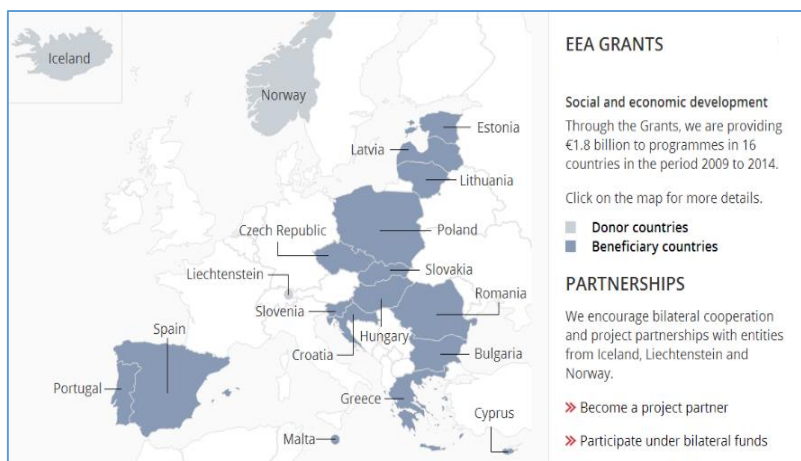 Iceland
Norway
Estonia
Latvia
Lithuania
Czech Republic
Poland
Slovakia
Liechtenstein
Slovenia
Romania
Spain
Hungary
Croatia
Bulgaria
Portugal
Greece
Cyprus
Malta
EEA GRANTS
Social and economic development
Through the Grants, we are providing
€1.8 billion to programmes in 16
countries in the period 2009 to 2014.
Click on the map for more details.
Donor countries
Beneficiary countries
PARTNERSHIPS
We encourage bilateral cooperation
and project partnerships with entities
from Iceland, Liechtenstein and
Norway.
» Become a project partner
» Participate under bilateral funds